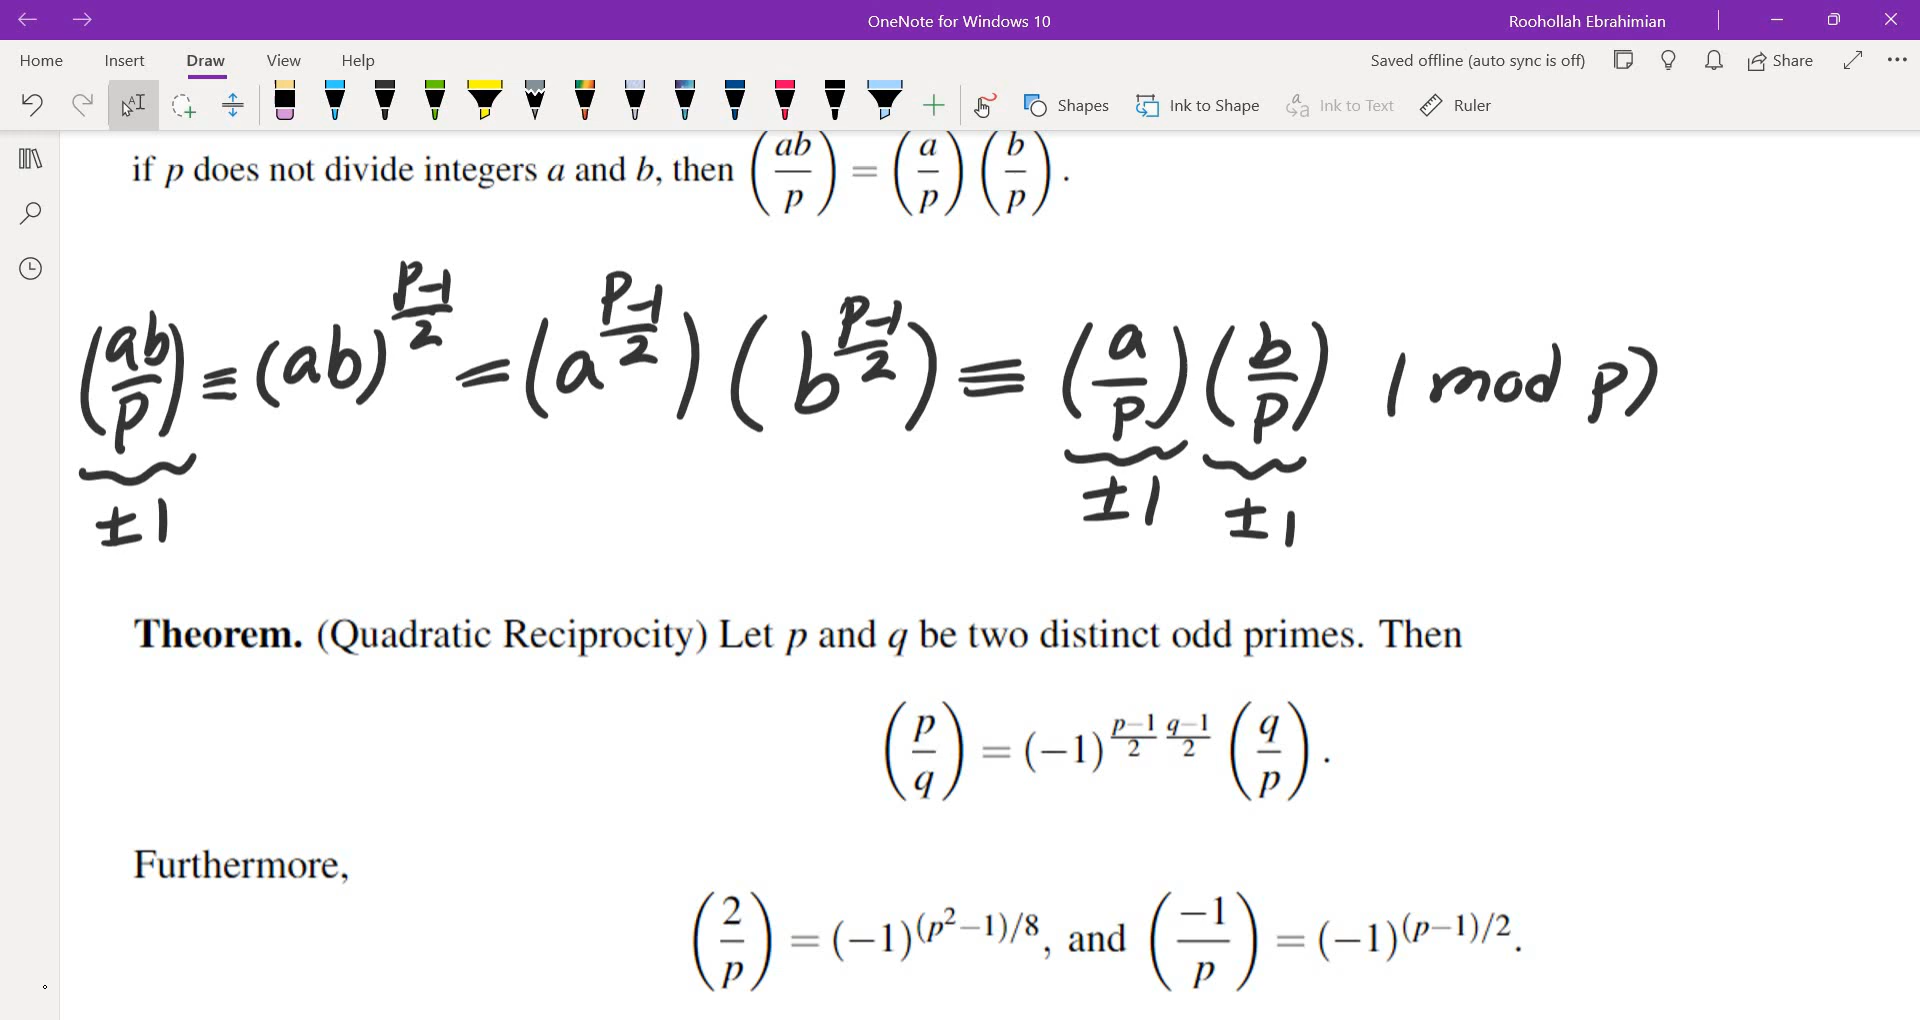 OneNote for Windows 10
Roohollah Ebrahimian
Home Insert Draw View Help
Saved offline (auto sync is off) Share
Shapes Ink to Shape Ink to Text Ruler
if p does not divide integers a and b, then (ab/p) = (a/p) (b/p).
(ab/p) ≡ (ab)^((p-1)/2) = (a^((p-1)/2)) (b^((p-1)/2)) ≡ (a/p) (b/p) (mod p)
±1 ±1 ±1
Theorem. (Quadratic Reciprocity) Let p and q be two distinct odd primes. Then
(p/q) = (−1)^((p−1)/2 (q−1)/2) (q/p).
Furthermore,
(2/p) = (−1)^((p²−1)/8), and (−1/p) = (−1)^((p−1)/2).